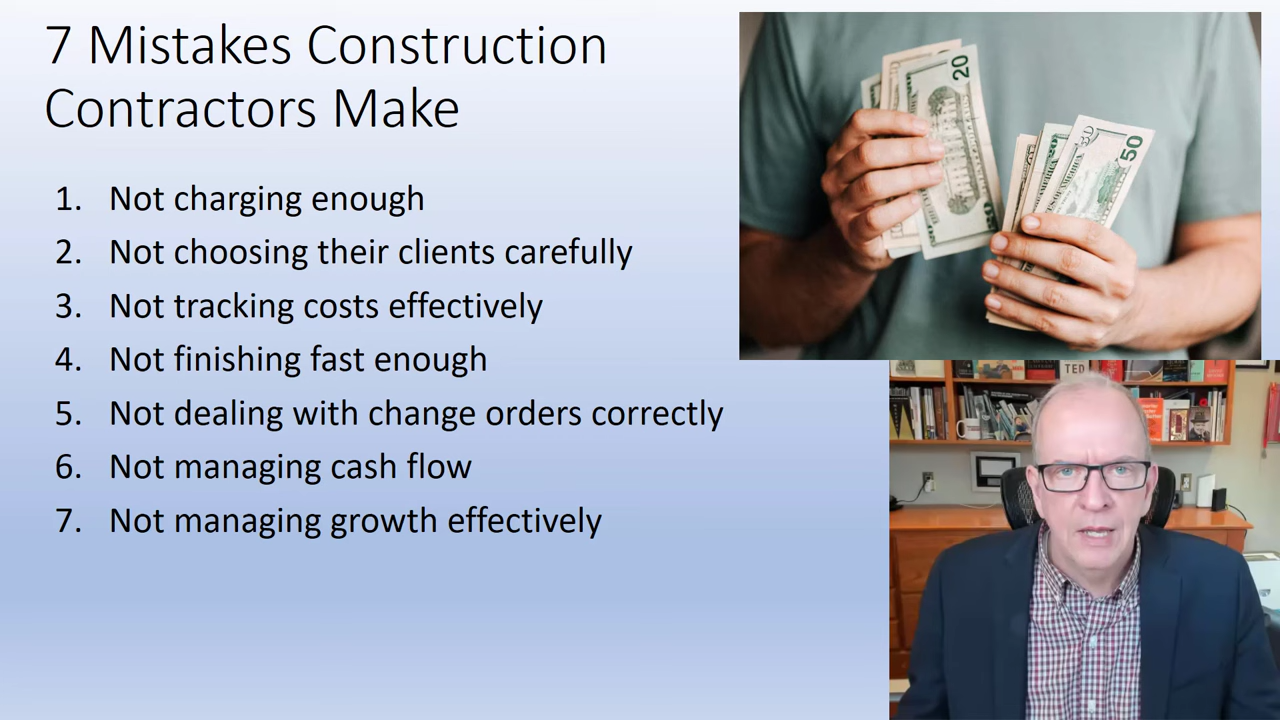 7 Mistakes Construction
Contractors Make
1. Not charging enough
2. Not choosing their clients carefully
3. Not tracking costs effectively
4. Not finishing fast enough
5. Not dealing with change orders correctly
6. Not managing cash flow
7. Not managing growth effectively
20
50
TED